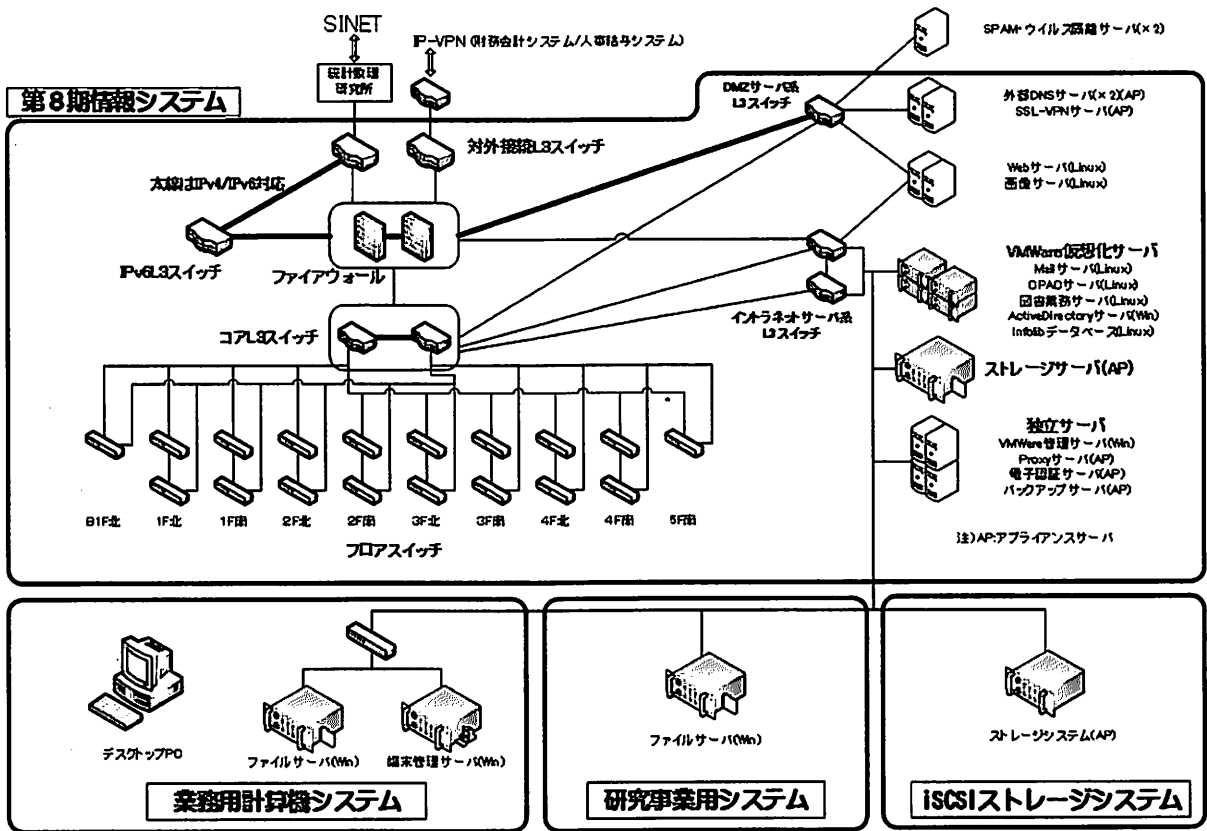 SINET
IP-VPN (財務会計システム/人事給与システム)
統計数理
研究所
第8期情報システム
対外接続L3スイッチ
太線はIPv4/IPv6対応
IPv6L3スイッチ
ファイアウォール
コアL3スイッチ
DMZサーバ系
L3スイッチ
イントラネットサーバ系
L3スイッチ
SPAM・ウイルス隔離サーバ(×2)
外部DNSサーバ(×2)(AP)
SSL-VPNサーバ(AP)
Webサーバ(Linux)
画像サーバ(Linux)
VMWare仮想化サーバ
Mailサーバ(Linux)
OPACサーバ(Linux)
図書業務サーバ(Linux)
ActiveDirectoryサーバ(Win)
Infolibデータベース(Linux)
ストレージサーバ(AP)
独立サーバ
VMWare管理サーバ(Win)
Proxyサーバ(AP)
電子認証サーバ(AP)
バックアップサーバ(AP)
注)AP:アプライアンスサーバ
B1F北 1F北 1F南 2F北 2F南 3F北 3F南 4F北 4F南 5F南
フロアスイッチ
デスクトップPC
ファイルサーバ(Win)
端末管理サーバ(Win)
業務用計算機システム
ファイルサーバ(Win)
研究事業用システム
ストレージシステム(AP)
iSCSIストレージシステム